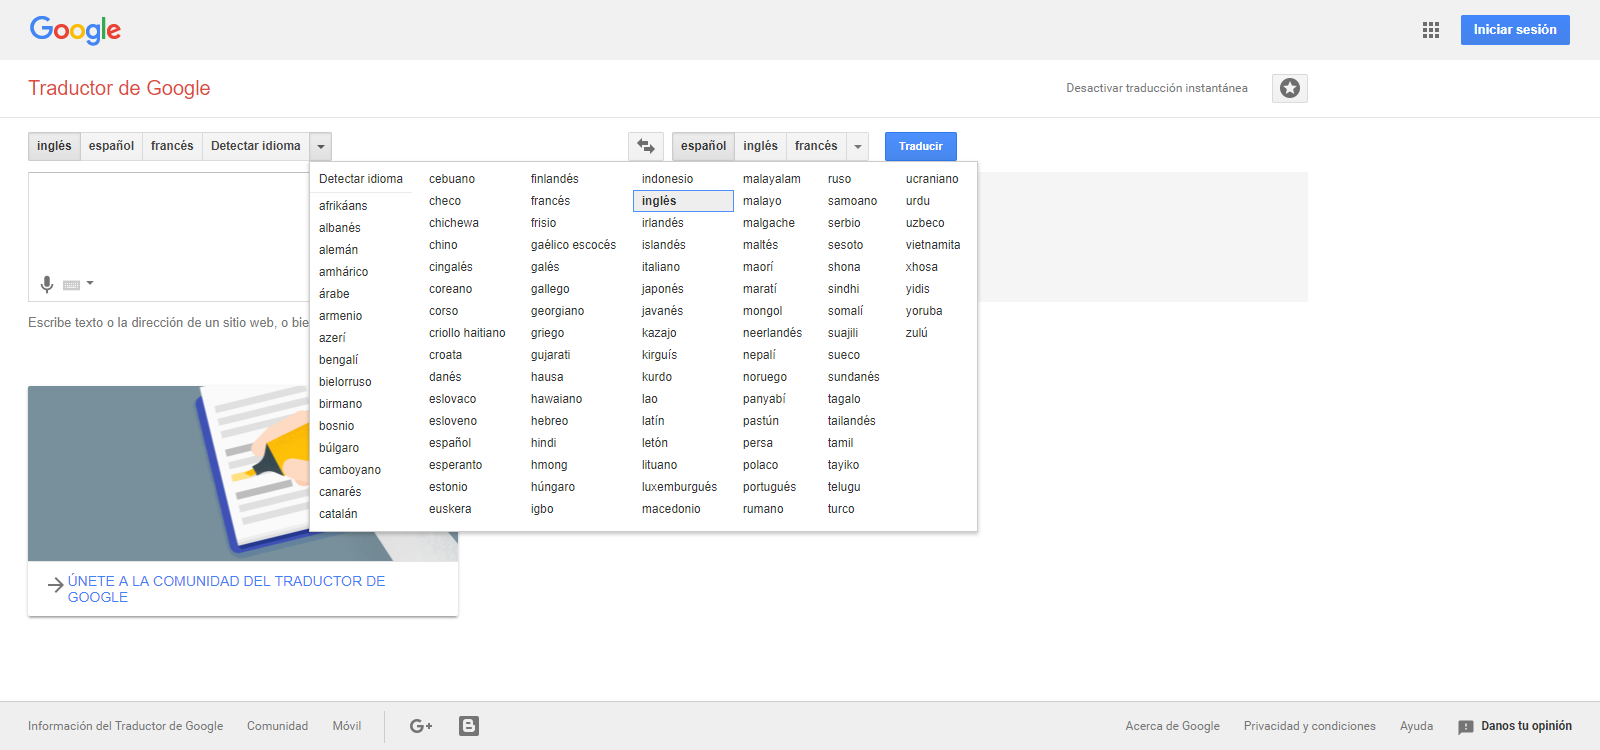 Google
Iniciar sesión
Traductor de Google
Desactivar traducción instantánea
inglés español francés Detectar idioma
español inglés francés
Traducir
Escribe texto o la dirección de un sitio web, o bie
Detectar idioma
afrikáans
albanés
alemán
amhárico
árabe
armenio
azerí
bengalí
bielorruso
birmano
bosnio
búlgaro
camboyano
canarés
catalán
cebuano
checo
chichewa
chino
cingalés
coreano
corso
criollo haitiano
croata
danés
eslovaco
esloveno
español
esperanto
estonio
euskera
finlandés
francés
frisio
gaélico escocés
galés
gallego
georgiano
griego
gujarati
hausa
hawaiano
hebreo
hindi
hmong
húngaro
igbo
indonesio
inglés
irlandés
islandés
italiano
japonés
javanés
kazajo
kirguís
kurdo
lao
latín
letón
lituano
luxemburgués
macedonio
malayalam
malayo
malgache
maltés
maorí
maratí
mongol
neerlandés
nepalí
noruego
panyabí
pastún
persa
polaco
portugués
rumano
ruso
samoano
serbio
sesoto
shona
sindhi
somalí
suajili
sueco
sundanés
tagalo
tailandés
tamil
tayiko
telugu
turco
ucraniano
urdu
uzbeco
vietnamita
xhosa
yidis
yoruba
zulú
ÚNETE A LA COMUNIDAD DEL TRADUCTOR DE
GOOGLE
Información del Traductor de Google Comunidad Móvil G+
Acerca de Google Privacidad y condiciones Ayuda Danos tu opinión